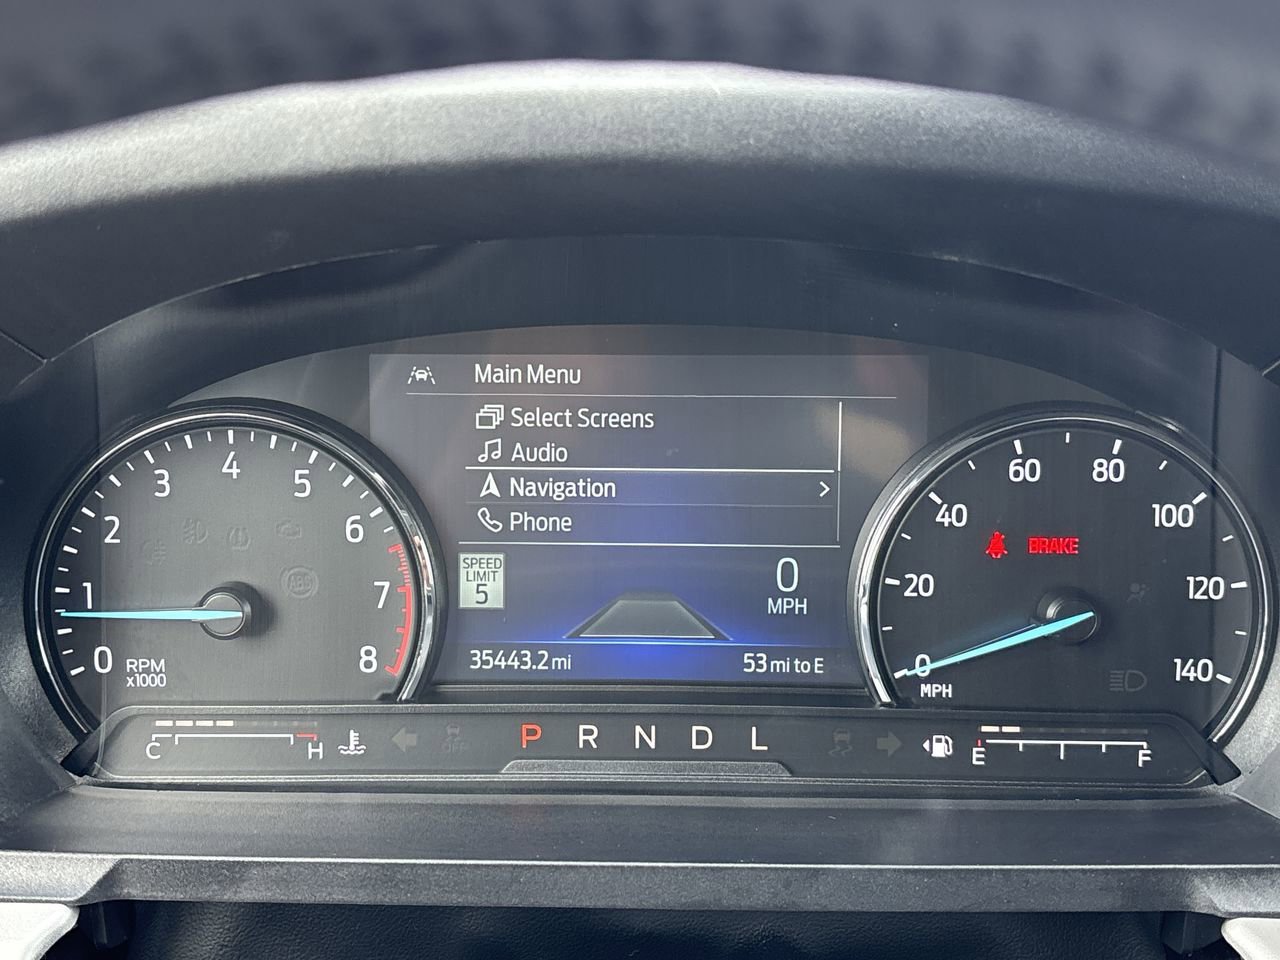 Main Menu
Select Screens
Audio
Navigation
Phone
SPEED
LIMIT
5
0
MPH
35443.2 mi
53 mi to E
0
1
2
3
4
5
6
7
8
RPM
x1000
ABS
0
20
40
60
80
100
120
140
MPH
BRAKE
C
H
OFF
P R N D L
E
F